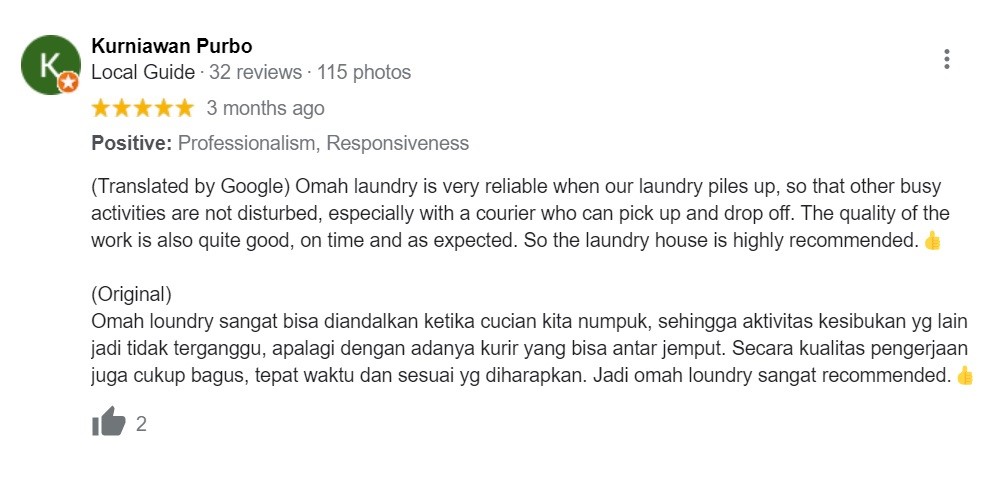 K
Kurniawan Purbo
Local Guide · 32 reviews · 115 photos
3 months ago
Positive: Professionalism, Responsiveness
(Translated by Google) Omah laundry is very reliable when our laundry piles up, so that other busy
activities are not disturbed, especially with a courier who can pick up and drop off. The quality of the
work is also quite good, on time and as expected. So the laundry house is highly recommended.👍
(Original)
Omah loundry sangat bisa diandalkan ketika cucian kita numpuk, sehingga aktivitas kesibukan yg lain
jadi tidak terganggu, apalagi dengan adanya kurir yang bisa antar jemput. Secara kualitas pengerjaan
juga cukup bagus, tepat waktu dan sesuai yg diharapkan. Jadi omah loundry sangat recommended.👍
2